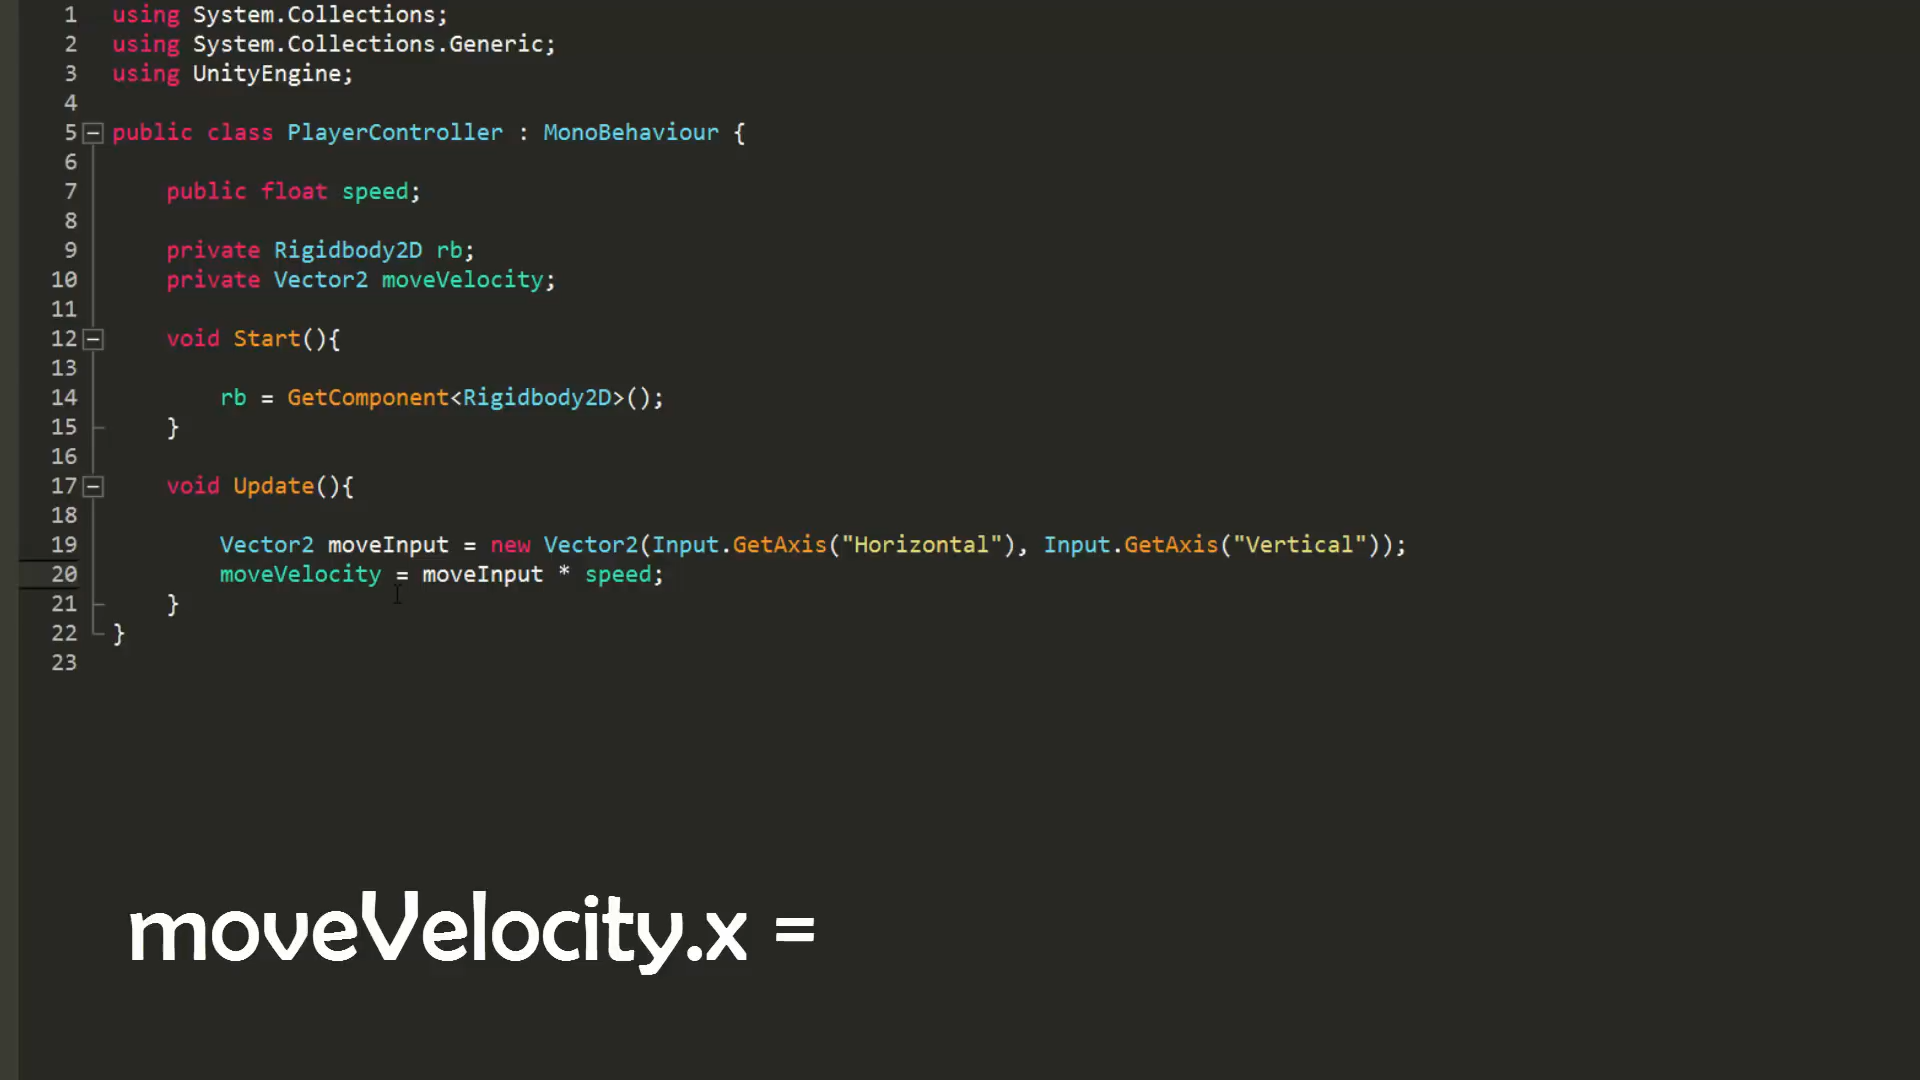 1 using System.Collections;
2 using System.Collections.Generic;
3 using UnityEngine;
4
5 public class PlayerController : MonoBehaviour {
6
7 public float speed;
8
9 private Rigidbody2D rb;
10 private Vector2 moveVelocity;
11
12 void Start(){
13
14 rb = GetComponent<Rigidbody2D>();
15 }
16
17 void Update(){
18
19 Vector2 moveInput = new Vector2(Input.GetAxis("Horizontal"), Input.GetAxis("Vertical"));
20 moveVelocity = moveInput * speed;
21 }
22 }
23
moveVelocity.x =